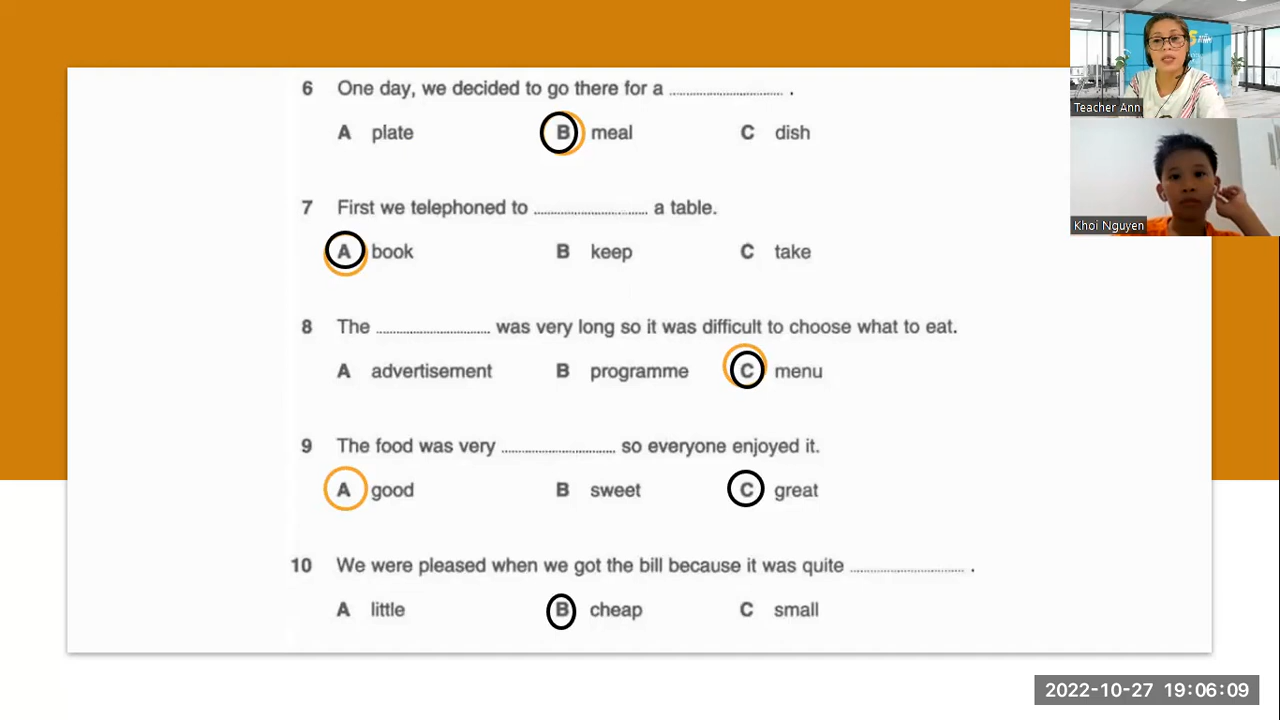 6 One day, we decided to go there for a .............................. .
A plate B meal C dish
7 First we telephoned to .............................. a table.
A book B keep C take
8 The .............................. was very long so it was difficult to choose what to eat.
A advertisement B programme C menu
9 The food was very .............................. so everyone enjoyed it.
A good B sweet C great
10 We were pleased when we got the bill because it was quite .............................. .
A little B cheap C small
Teacher Ann
Khoi Nguyen
2022-10-27 19:06:09